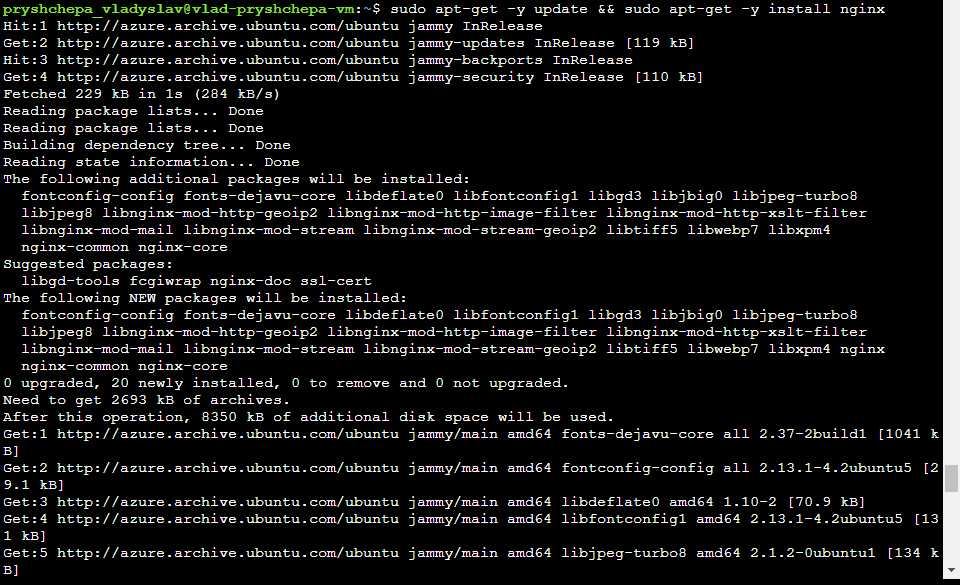 pryshchepa_vladyslav@vlad-pryshchepa-vm:~$ sudo apt-get -y update && sudo apt-get -y install nginx
Hit:1 http://azure.archive.ubuntu.com/ubuntu jammy InRelease
Get:2 http://azure.archive.ubuntu.com/ubuntu jammy-updates InRelease [119 kB]
Hit:3 http://azure.archive.ubuntu.com/ubuntu jammy-backports InRelease
Get:4 http://azure.archive.ubuntu.com/ubuntu jammy-security InRelease [110 kB]
Fetched 229 kB in 1s (284 kB/s)
Reading package lists... Done
Reading package lists... Done
Building dependency tree... Done
Reading state information... Done
The following additional packages will be installed:
  fontconfig-config fonts-dejavu-core libdeflate0 libfontconfig1 libgd3 libjbig0 libjpeg-turbo8
  libjpeg8 libnginx-mod-http-geoip2 libnginx-mod-http-image-filter libnginx-mod-http-xslt-filter
  libnginx-mod-mail libnginx-mod-stream libnginx-mod-stream-geoip2 libtiff5 libwebp7 libxpm4
  nginx-common nginx-core
Suggested packages:
  libgd-tools fcgiwrap nginx-doc ssl-cert
The following NEW packages will be installed:
  fontconfig-config fonts-dejavu-core libdeflate0 libfontconfig1 libgd3 libjbig0 libjpeg-turbo8
  libjpeg8 libnginx-mod-http-geoip2 libnginx-mod-http-image-filter libnginx-mod-http-xslt-filter
  libnginx-mod-mail libnginx-mod-stream libnginx-mod-stream-geoip2 libtiff5 libwebp7 libxpm4 nginx
  nginx-common nginx-core
0 upgraded, 20 newly installed, 0 to remove and 0 not upgraded.
Need to get 2693 kB of archives.
After this operation, 8350 kB of additional disk space will be used.
Get:1 http://azure.archive.ubuntu.com/ubuntu jammy/main amd64 fonts-dejavu-core all 2.37-2build1 [1041 k
B]
Get:2 http://azure.archive.ubuntu.com/ubuntu jammy/main amd64 fontconfig-config all 2.13.1-4.2ubuntu5 [2
9.1 kB]
Get:3 http://azure.archive.ubuntu.com/ubuntu jammy/main amd64 libdeflate0 amd64 1.10-2 [70.9 kB]
Get:4 http://azure.archive.ubuntu.com/ubuntu jammy/main amd64 libfontconfig1 amd64 2.13.1-4.2ubuntu5 [13
1 kB]
Get:5 http://azure.archive.ubuntu.com/ubuntu jammy/main amd64 libjpeg-turbo8 amd64 2.1.2-0ubuntu1 [134 k
B]